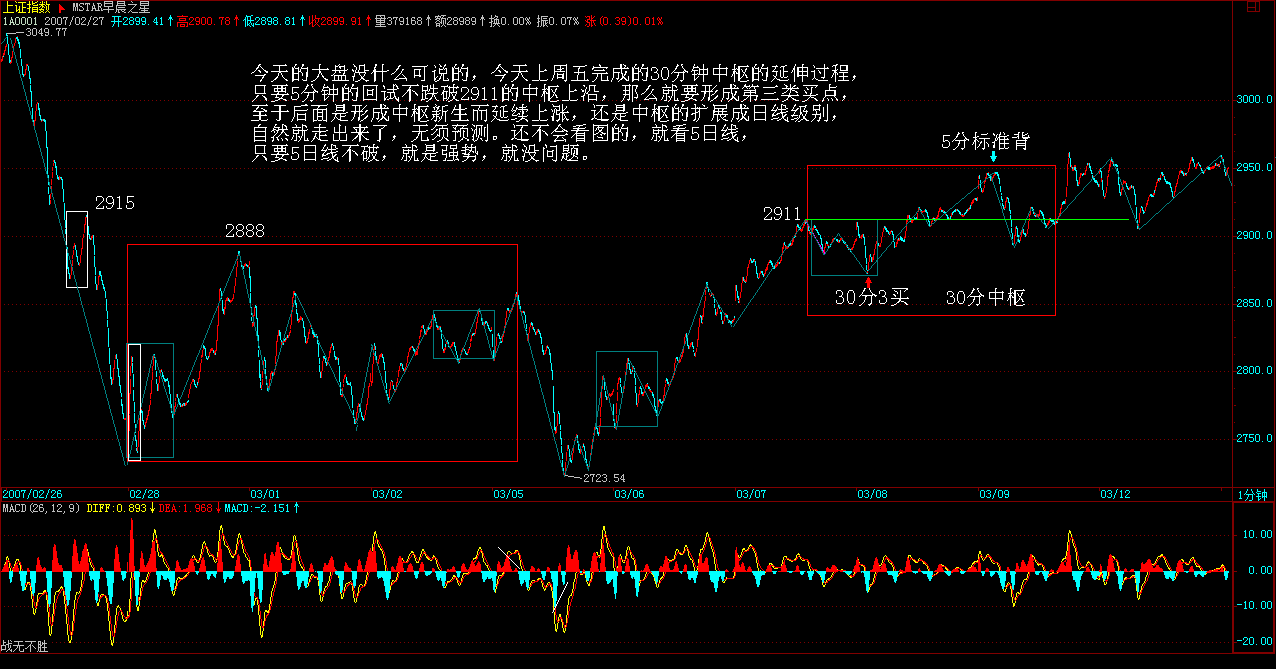 上证指数 MSTAR早晨之星
1A0001 2007/02/27 开2899.41↑高2900.78↑低2898.81↑收2899.91↑量379168↑额28989↑换0.00% 振0.07% 涨(0.39)0.01%
3049.77
今天的大盘没什么可说的，今天上周五完成的30分钟中枢的延伸过程，
只要5分钟的回试不跌破2911的中枢上沿，那么就要形成第三类买点，
至于后面是形成中枢新生而延续上涨，还是中枢的扩展成日线级别，
自然就走出来了，无须预测。还不会看图的，就看5日线，
只要5日线不破，就是强势，就没问题。
3000.0
5分标准背
2950.0
2915
2911
2888
2900.0
30分3买 30分中枢
2850.0
2800.0
2750.0
2723.54
2007/02/26 02/28 03/01 03/02 03/05 03/06 03/07 03/08 03/09 03/12 1分钟
MACD(26,12,9) DIFF:0.893↓DEA:1.968↓MACD:-2.151↑
10.00
0.00
-10.00
-20.00
战无不胜